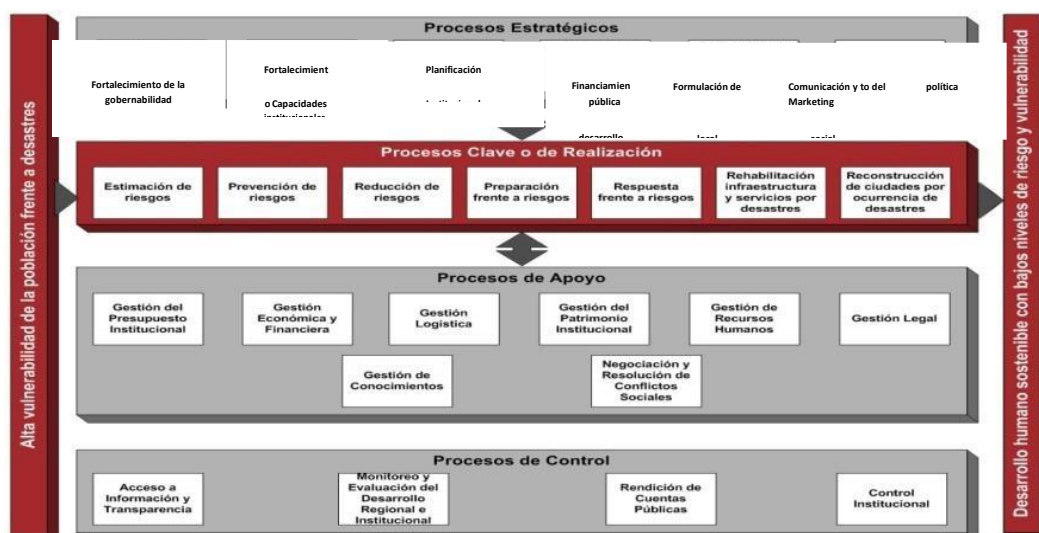 Procesos Estratégicos
Fortalecimiento de la
gobernabilidad
Fortalecimient
o Capacidades
institucionales
Planificación
Financiamien
pública
desarrollo
Formulación de
local
Comunicación y to del
Marketing
social
política
Alta vulnerabilidad de la población frente a desastres
Procesos Clave o de Realización
Estimación de
riesgos
Prevención de
riesgos
Reducción de
riesgos
Preparación
frente a riesgos
Respuesta
frente a riesgos
Rehabilitación
infraestructura
y servicios por
desastres
Reconstrucción
de ciudades por
ocurrencia de
desastres
Procesos de Apoyo
Gestión del
Presupuesto
Institucional
Gestión
Económica y
Financiera
Gestión
Logística
Gestión del
Patrimonio
Institucional
Gestión de
Recursos
Humanos
Gestión Legal
Gestión de
Conocimientos
Negociación y
Resolución de
Conflictos
Sociales
Procesos de Control
Acceso a
Información y
Transparencia
Monitoreo y
Evaluación del
Desarrollo
Regional e
Institucional
Rendición de
Cuentas
Públicas
Control
Institucional
Desarrollo humano sostenible con bajos niveles de riesgo y vulnerabilidad